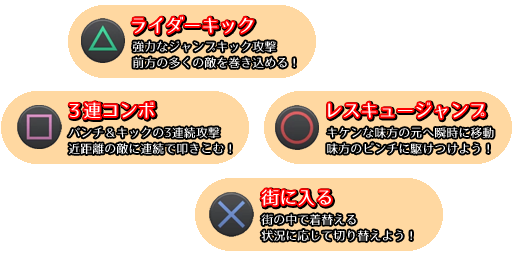 ライダーキック
強力なジャンプキック攻撃
前方の多くの敵を巻き込める！
3連コンボ
パンチ＆キックの3連続攻撃
近距離の敵に連続で叩きこむ！
レスキュージャンプ
キケンな味方の元へ瞬時に移動
味方のピンチに駆けつけよう！
街に入る
街の中で着替える
状況に応じて切り替えよう！